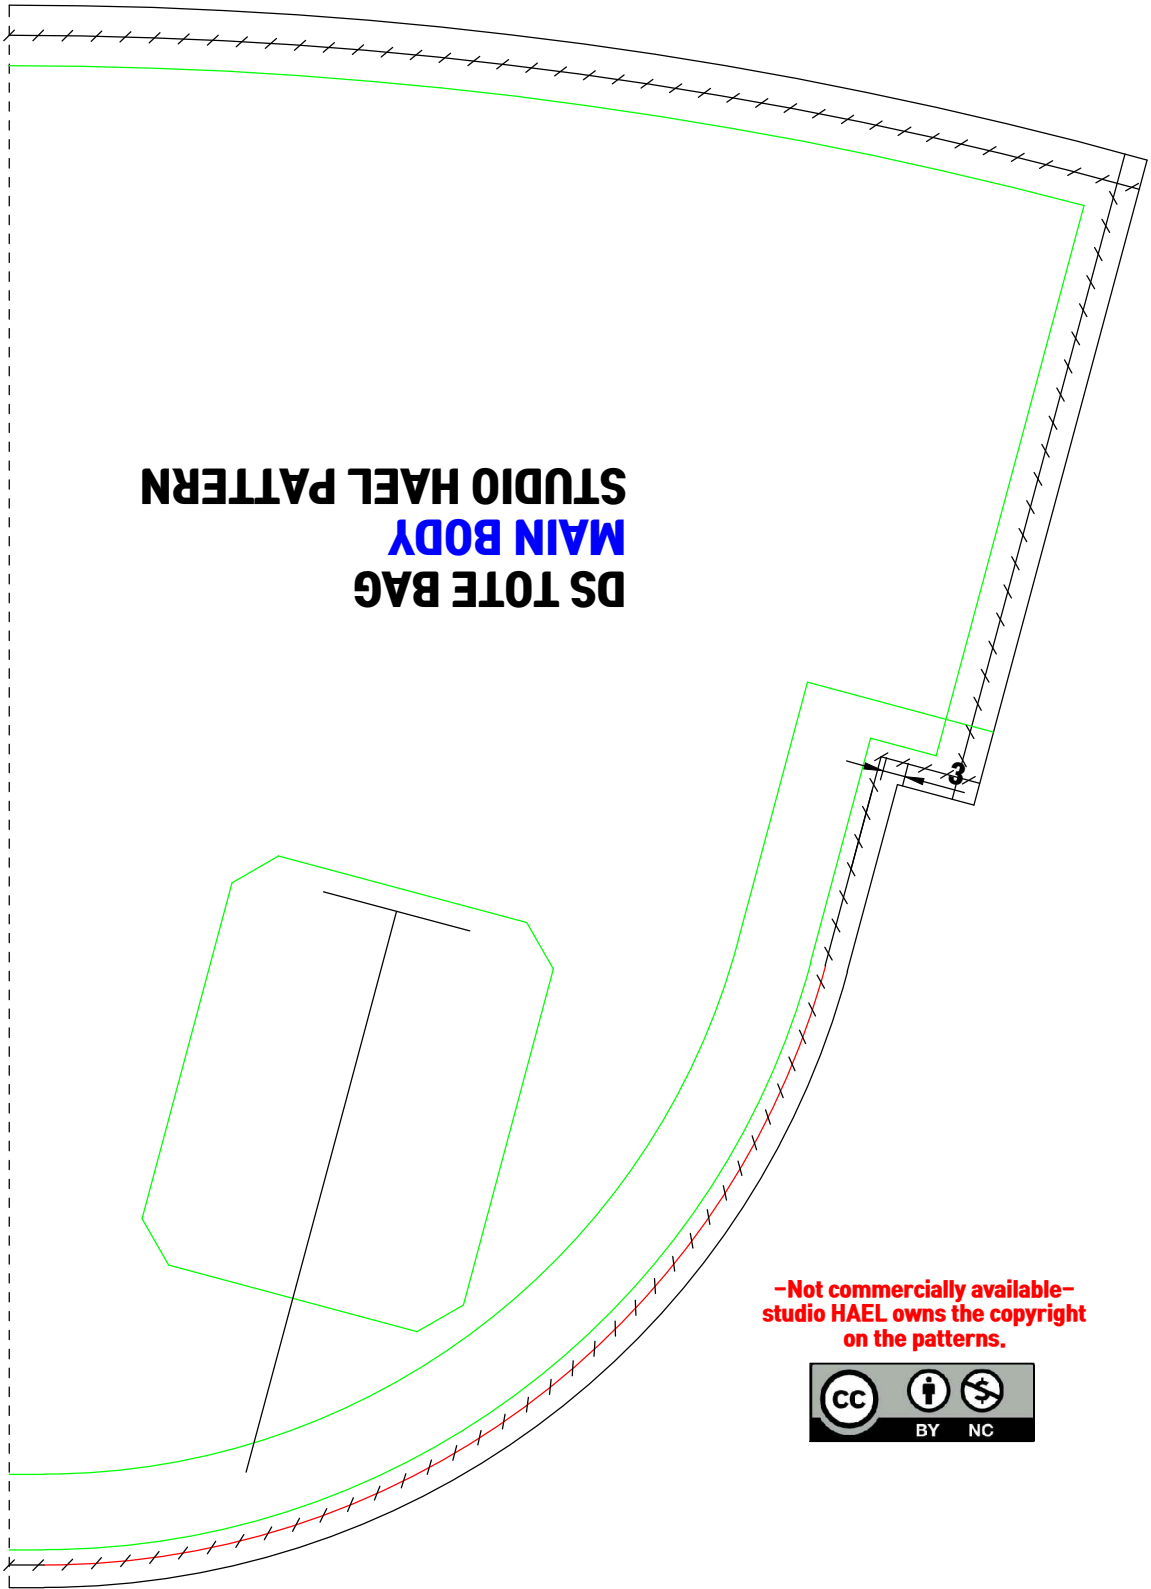 DS TOTE BAG
MAIN BODY
STUDIO HAEL PATTERN
3
-Not commercially available-
studio HAEL owns the copyright
on the patterns.
cc
BY NC